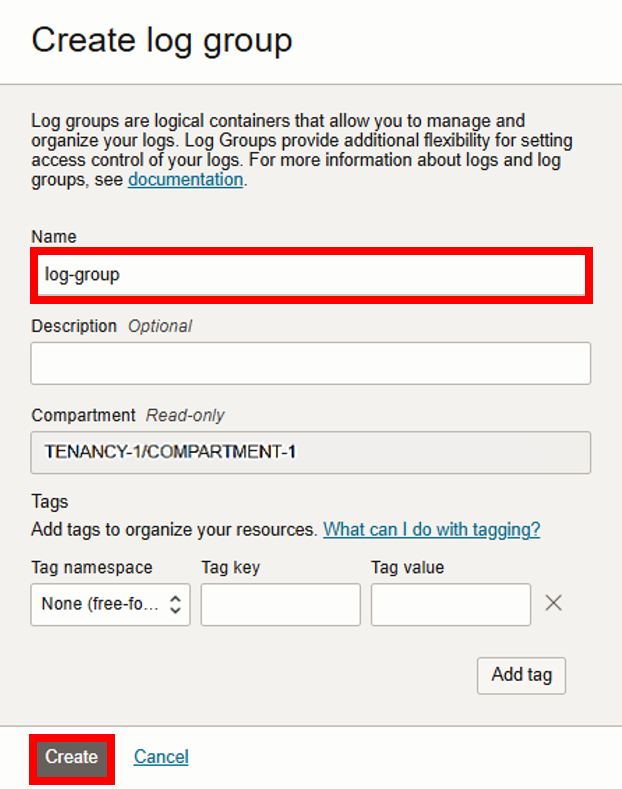 Create log group
Log groups are logical containers that allow you to manage and
organize your logs. Log Groups provide additional flexibility for setting
access control of your logs. For more information about logs and log
groups, see documentation.
Name
log-group
Description Optional
Compartment Read-only
TENANCY-1/COMPARTMENT-1
Tags
Add tags to organize your resources. What can I do with tagging?
Tag namespace Tag key Tag value
None (free-fo...
Add tag
Create Cancel